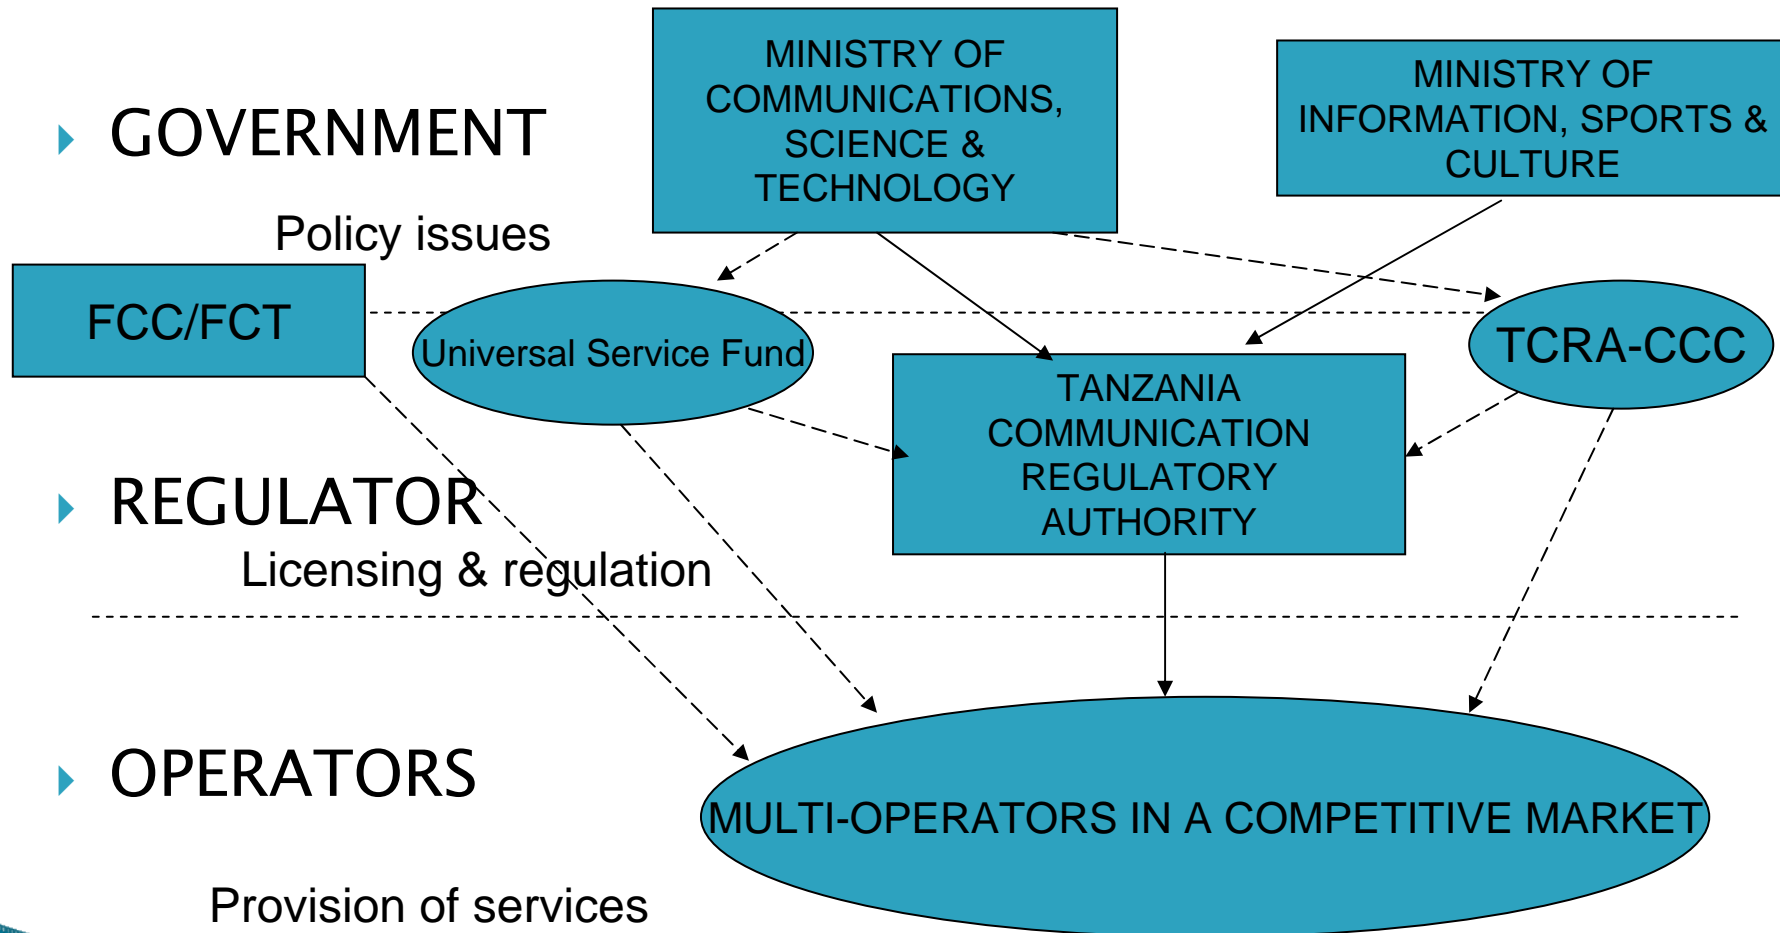 MINISTRY OF
COMMUNICATIONS,
SCIENCE &
TECHNOLOGY
MINISTRY OF
INFORMATION, SPORTS &
CULTURE
GOVERNMENT
Policy issues
FCC/FCT
Universal Service Fund
TCRA-CCC
TANZANIA
COMMUNICATION
REGULATORY
AUTHORITY
REGULATOR
Licensing & regulation
OPERATORS
MULTI-OPERATORS IN A COMPETITIVE MARKET
Provision of services